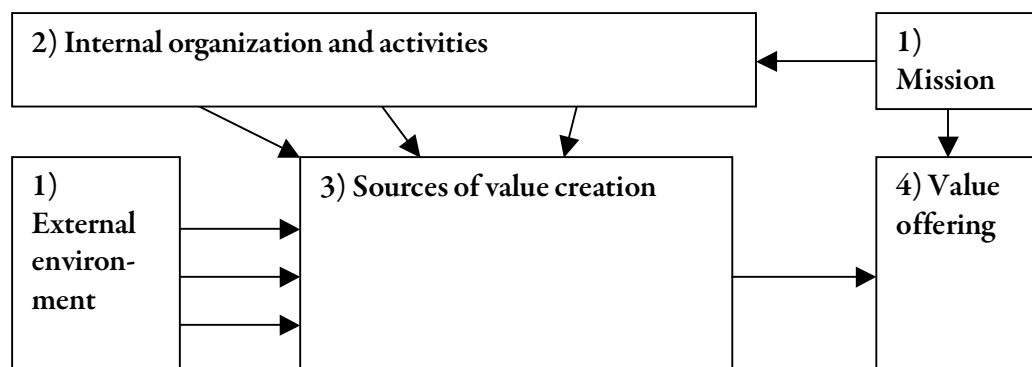 2) Internal organization and activities
1)
Mission
1)
External
environ-
ment
3) Sources of value creation
4) Value
offering